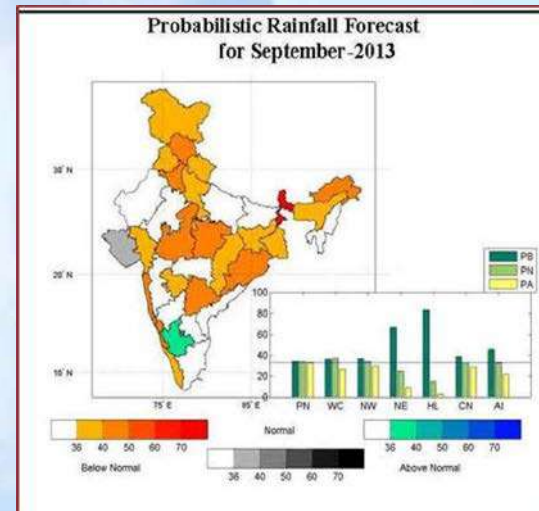 Probabilistic Rainfall Forecast
for September-2013
30° N
20° N
10° N
75° E
85° E
PB
PN
PA
100
80
60
40
20
0
PN WC NW NE HL CN AI
Normal
36 40 50 60 70
36 40 50 60 70
Below Normal
36 40 50 70
Above Normal